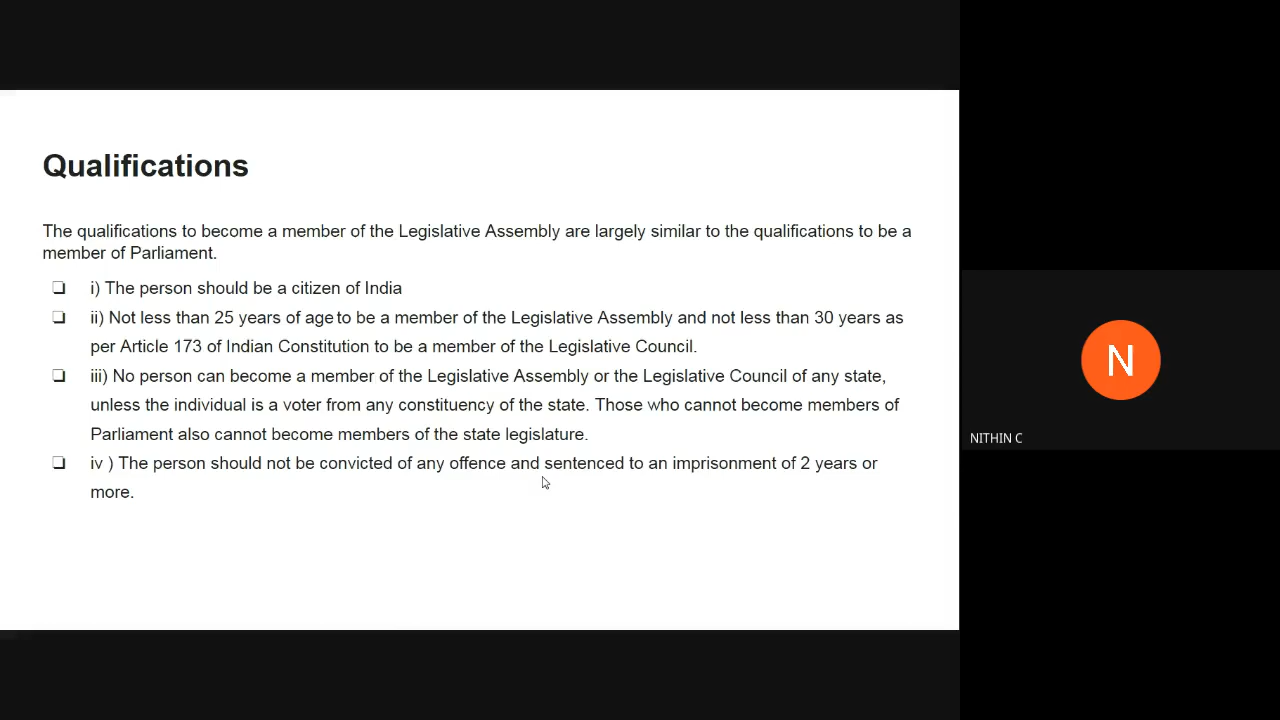 Qualifications
The qualifications to become a member of the Legislative Assembly are largely similar to the qualifications to be a
member of Parliament.
i) The person should be a citizen of India
ii) Not less than 25 years of age to be a member of the Legislative Assembly and not less than 30 years as
per Article 173 of Indian Constitution to be a member of the Legislative Council.
iii) No person can become a member of the Legislative Assembly or the Legislative Council of any state,
unless the individual is a voter from any constituency of the state. Those who cannot become members of
Parliament also cannot become members of the state legislature.
iv ) The person should not be convicted of any offence and sentenced to an imprisonment of 2 years or
more.
N
NITHIN C